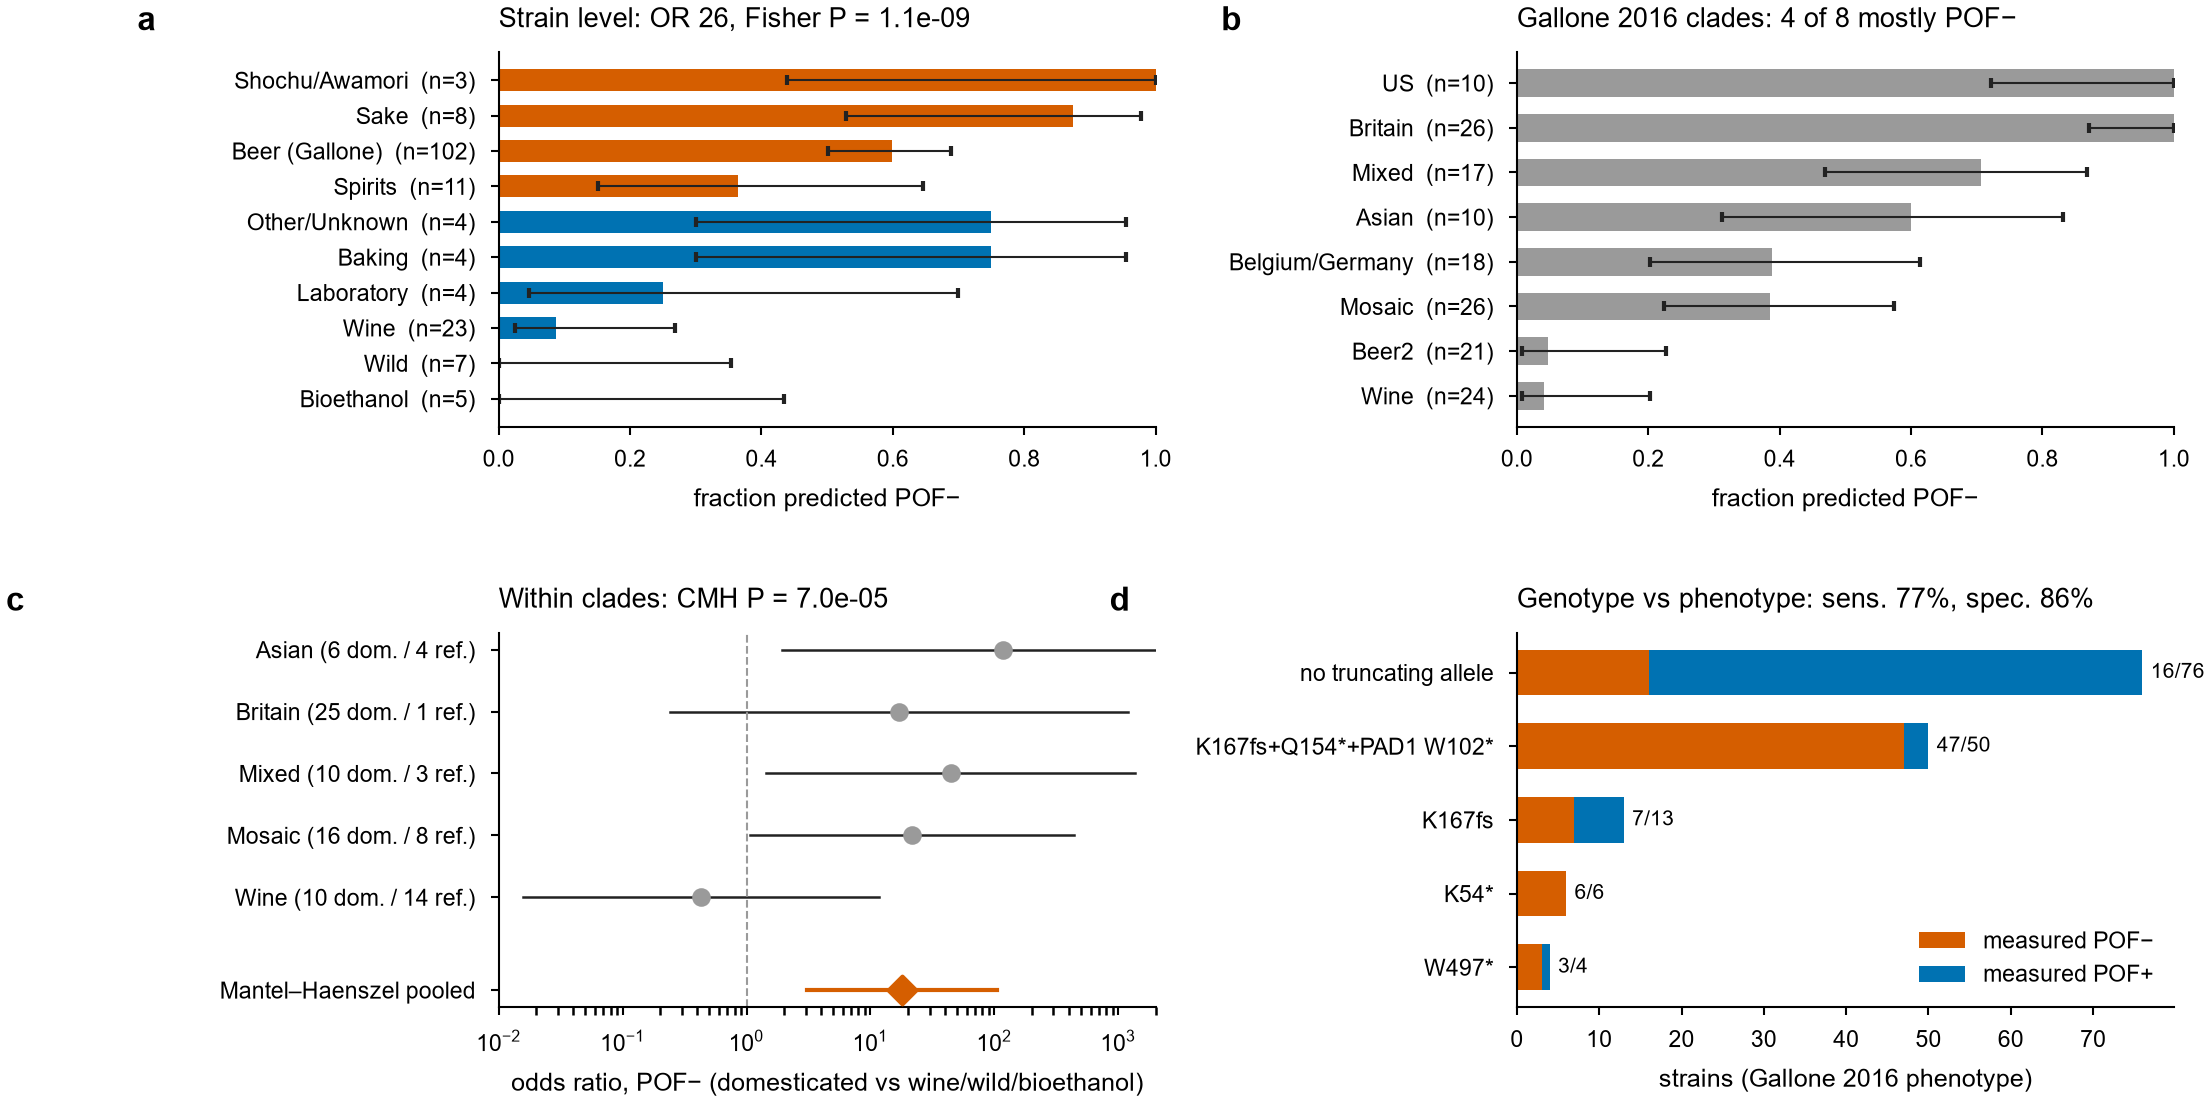 a
Strain level: OR 26, Fisher P = 1.1e-09
Shochu/Awamori (n=3)
Sake (n=8)
Beer (Gallone) (n=102)
Spirits (n=11)
Other/Unknown (n=4)
Baking (n=4)
Laboratory (n=4)
Wine (n=23)
Wild (n=7)
Bioethanol (n=5)
0.0 0.2 0.4 0.6 0.8 1.0
fraction predicted POF−
b
Gallone 2016 clades: 4 of 8 mostly POF−
US (n=10)
Britain (n=26)
Mixed (n=17)
Asian (n=10)
Belgium/Germany (n=18)
Mosaic (n=26)
Beer2 (n=21)
Wine (n=24)
0.0 0.2 0.4 0.6 0.8 1.0
fraction predicted POF−
c
Within clades: CMH P = 7.0e-05
Asian (6 dom. / 4 ref.)
Britain (25 dom. / 1 ref.)
Mixed (10 dom. / 3 ref.)
Mosaic (16 dom. / 8 ref.)
Wine (10 dom. / 14 ref.)
Mantel–Haenszel pooled
10⁻² 10⁻¹ 10⁰ 10¹ 10² 10³
odds ratio, POF− (domesticated vs wine/wild/bioethanol)
d
Genotype vs phenotype: sens. 77%, spec. 86%
no truncating allele 16/76
K167fs+Q154*+PAD1 W102* 47/50
K167fs 7/13
K54* 6/6
W497* 3/4
measured POF−
measured POF+
0 10 20 30 40 50 60 70
strains (Gallone 2016 phenotype)